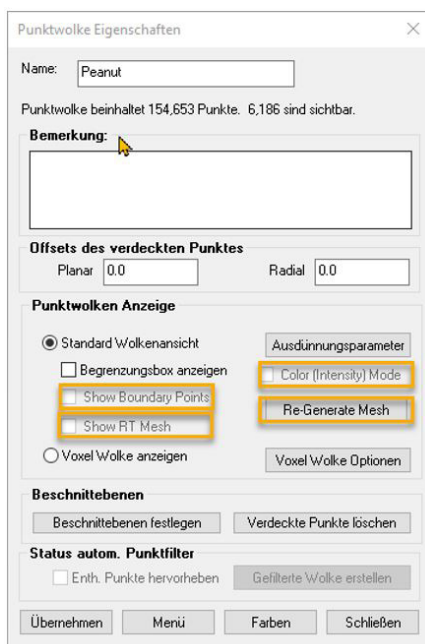 Punktwolke Eigenschaften
Name: Peanut
Punktwolke beinhaltet 154,653 Punkte. 6,186 sind sichtbar.
Bemerkung:
Offsets des verdeckten Punktes
Planar 0.0 Radial 0.0
Punktwolken Anzeige
Standard Wolkenansicht Ausdünnungsparameter
Begrenzungsbox anzeigen Color (Intensity) Mode
Show Boundary Points Re-Generate Mesh
Show RT Mesh
Voxel Wolke anzeigen Voxel Wolke Optionen
Beschnittebenen
Beschnittebenen festlegen Verdeckte Punkte löschen
Status autom. Punktfilter
Enth. Punkte hervorheben Gefilterte Wolke erstellen
Übernehmen Menü Farben Schließen